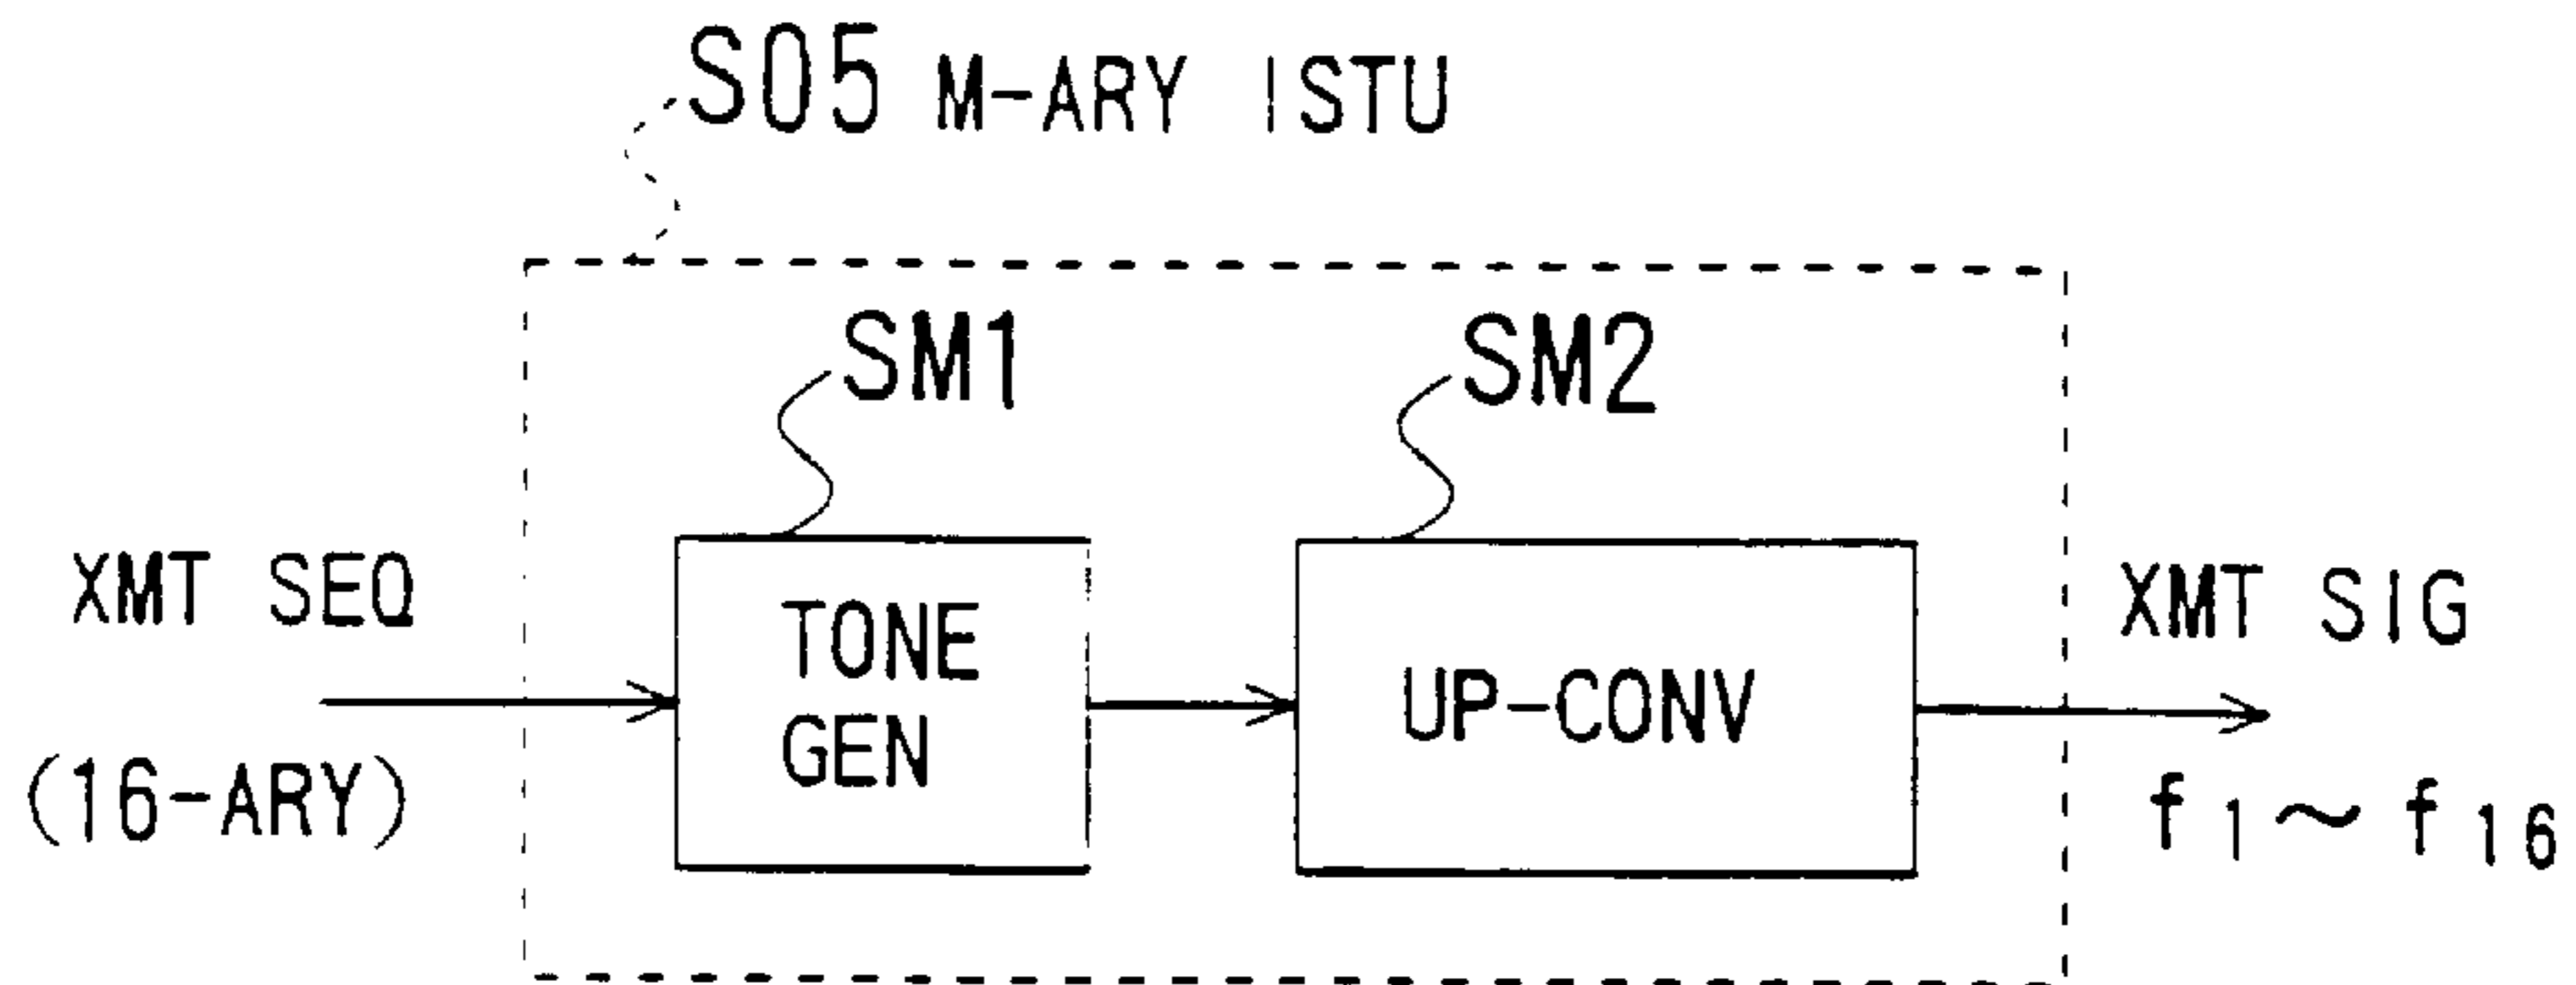 S05 M-ARY ISTU
SM1
SM2
XMT SEQ
(16-ARY)
TONE
GEN
UP-CONV
XMT SIG
f1～f16